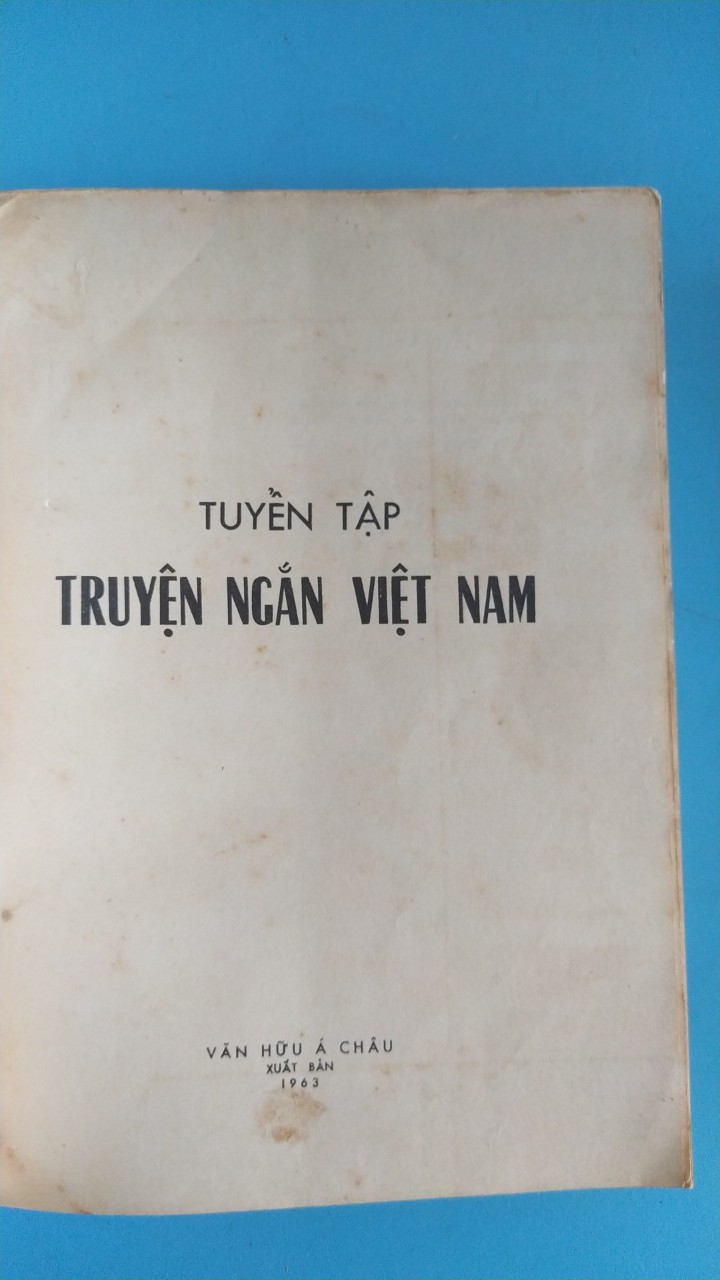 TUYỂN TẬP
TRUYỆN NGẮN VIỆT NAM
VĂN HỮU Á CHÂU
XUẤT BẢN
1963